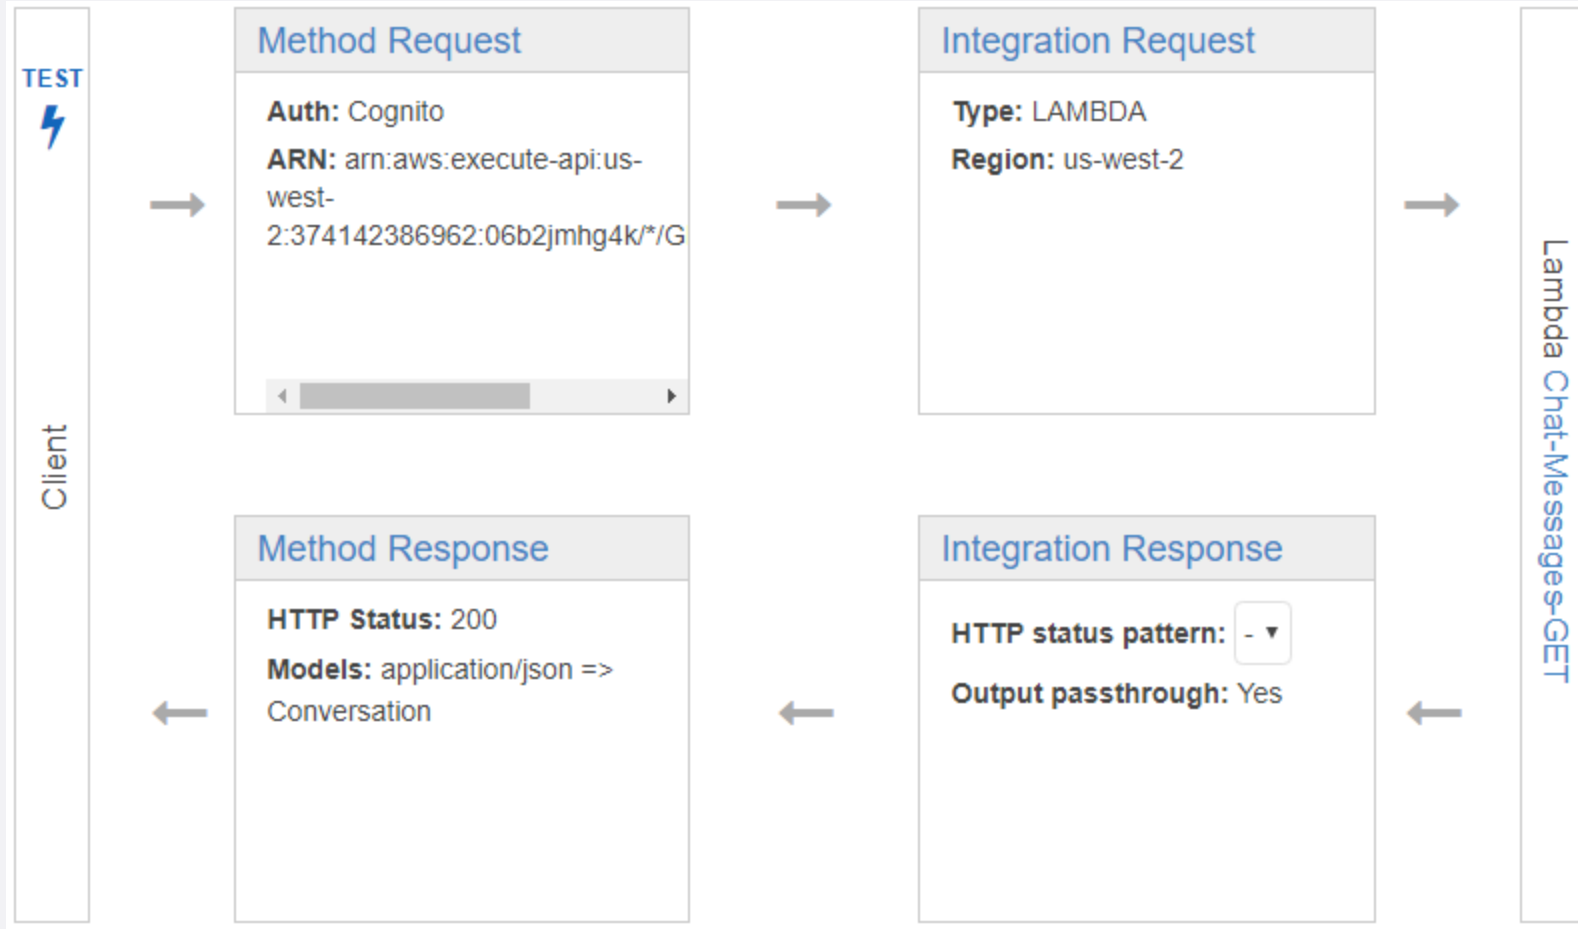 TEST
Client
Method Request
Auth: Cognito
ARN: arn:aws:execute-api:us-
west-
2:374142386962:06b2jmhg4k/*/G
Integration Request
Type: LAMBDA
Region: us-west-2
Lambda Chat-Messages-GET
Method Response
HTTP Status: 200
Models: application/json =>
Conversation
Integration Response
HTTP status pattern: -
Output passthrough: Yes